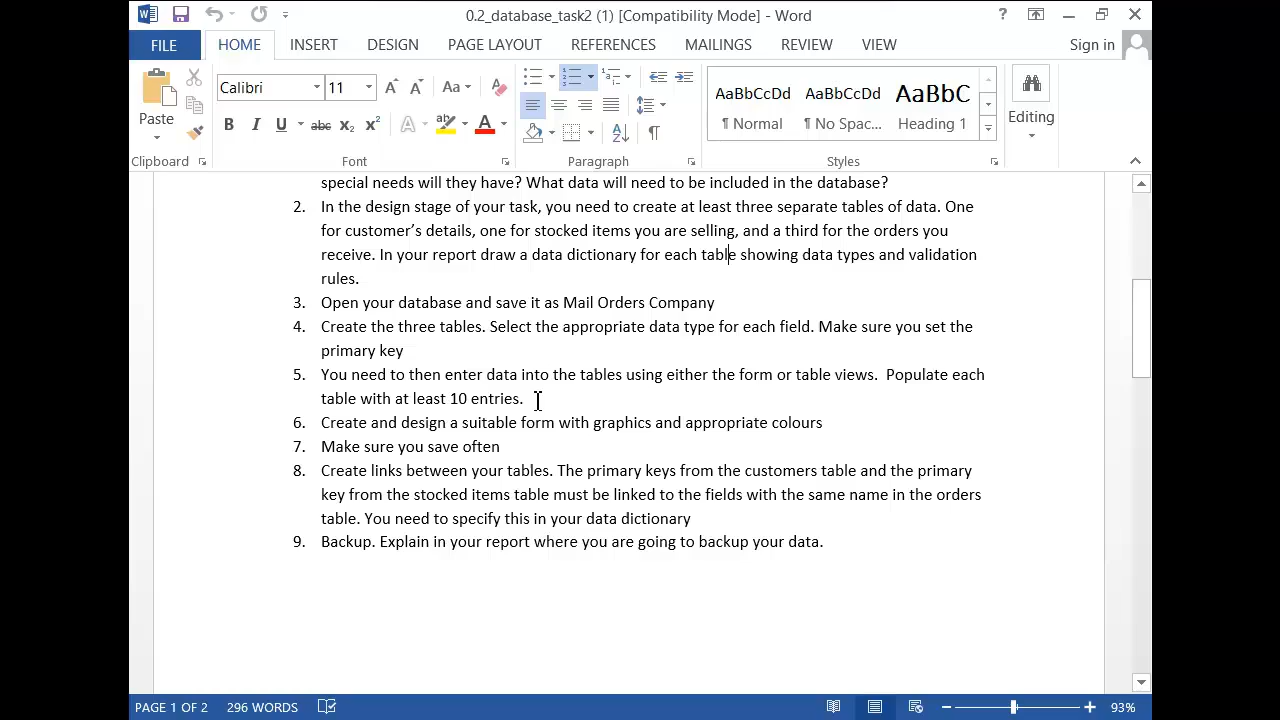 0.2_database_task2 (1) [Compatibility Mode] - Word
?
FILE HOME INSERT DESIGN PAGE LAYOUT REFERENCES MAILINGS REVIEW VIEW Sign in
Paste
Calibri 11 A A Aa
B I U abc X₂ X² A ab A
AaBbCcDd AaBbCcDd AaBbC
¶ Normal ¶ No Spac... Heading 1
Editing
Clipboard Font Paragraph Styles
special needs will they have? What data will need to be included in the database?
2. In the design stage of your task, you need to create at least three separate tables of data. One
for customer’s details, one for stocked items you are selling, and a third for the orders you
receive. In your report draw a data dictionary for each table showing data types and validation
rules.
3. Open your database and save it as Mail Orders Company
4. Create the three tables. Select the appropriate data type for each field. Make sure you set the
primary key
5. You need to then enter data into the tables using either the form or table views.  Populate each
table with at least 10 entries.
6. Create and design a suitable form with graphics and appropriate colours
7. Make sure you save often
8. Create links between your tables. The primary keys from the customers table and the primary
key from the stocked items table must be linked to the fields with the same name in the orders
table. You need to specify this in your data dictionary
9. Backup. Explain in your report where you are going to backup your data.
PAGE 1 OF 2 296 WORDS 93%